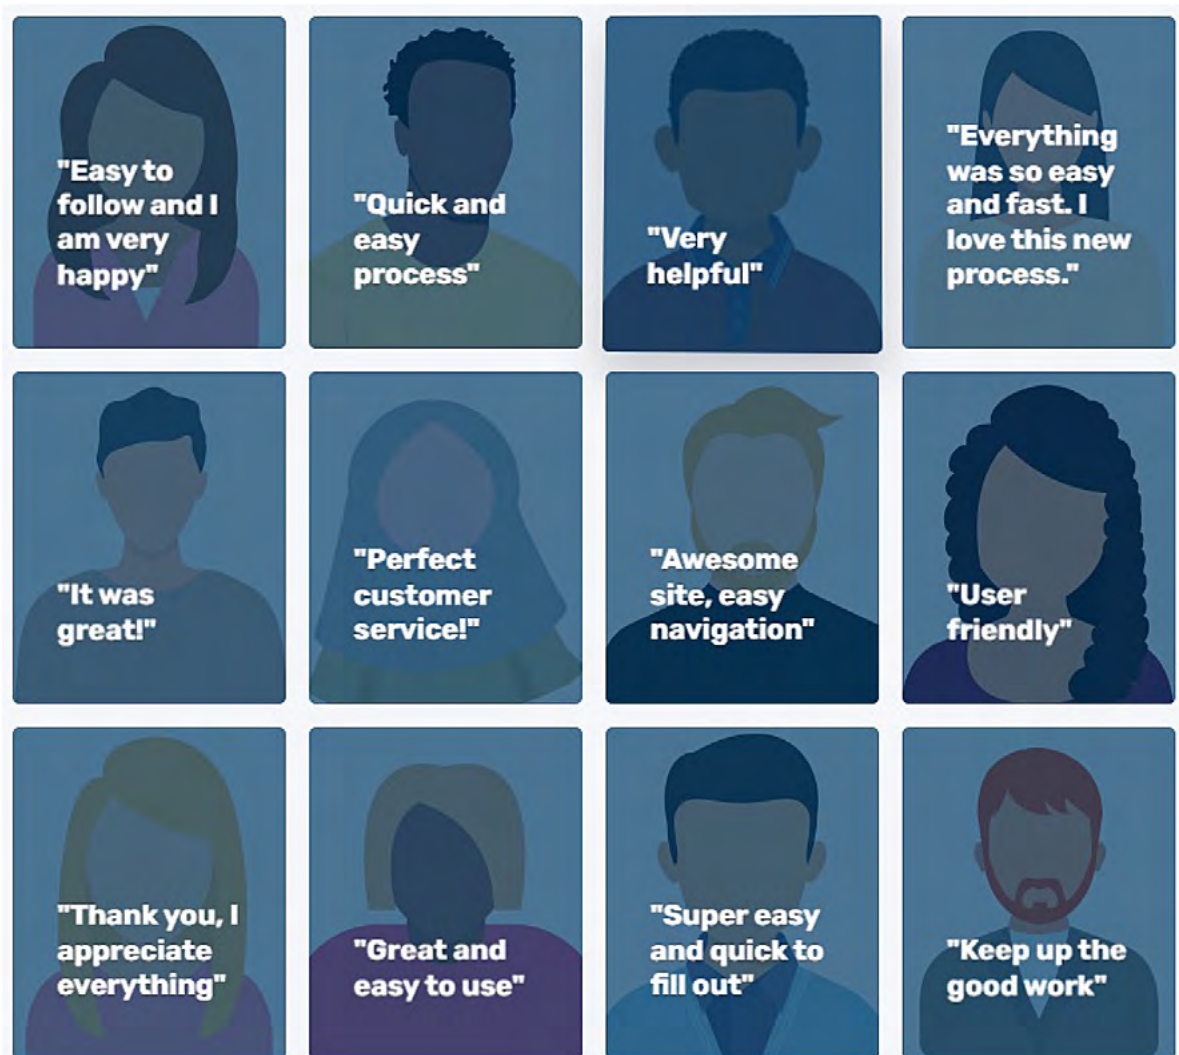 "Easy to
follow and I
am very
happy"
"Quick and
easy
process"
"Very
helpful"
"Everything
was so easy
and fast. I
love this new
process."
"It was
great!"
"Perfect
customer
service!"
"Awesome
site, easy
navigation"
"User
friendly"
"Thank you, I
appreciate
everything"
"Great and
easy to use"
"Super easy
and quick to
fill out"
"Keep up the
good work"